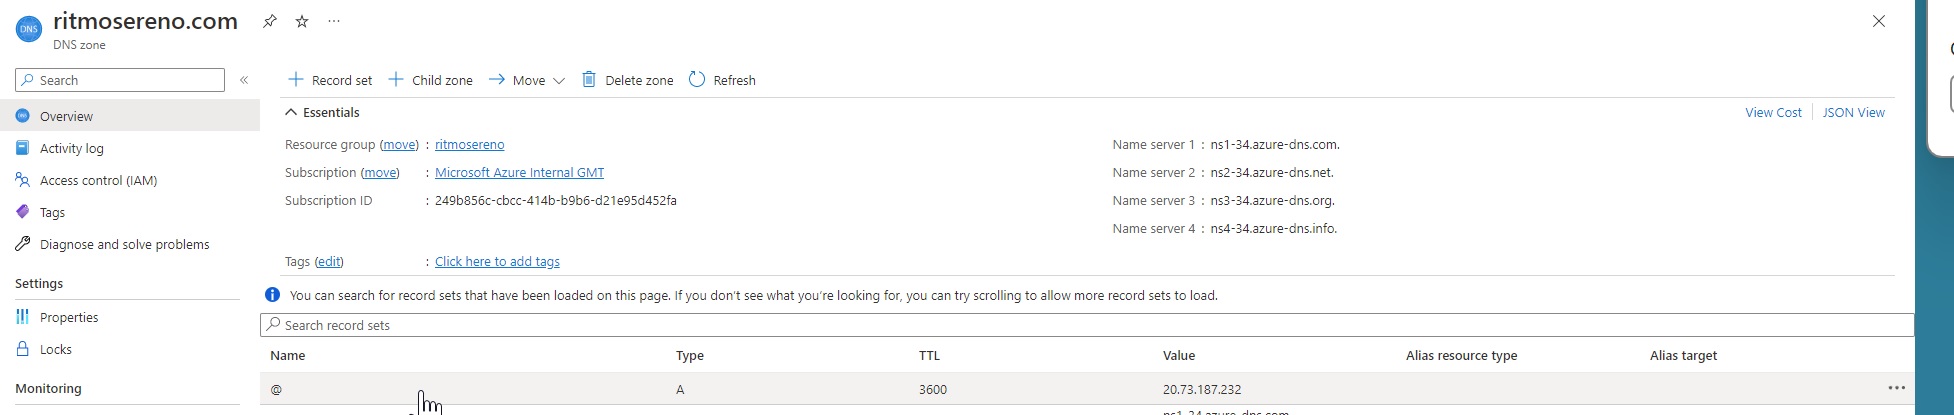 ritmosereno.com
DNS
DNS zone
Search
«
Record set
Child zone
Move
Delete zone
Refresh
Overview
Activity log
Access control (IAM)
Tags
Diagnose and solve problems
Settings
Properties
Locks
Monitoring
Essentials
View Cost
JSON View
Resource group (move) : ritmosereno
Subscription (move) : Microsoft Azure Internal GMT
Subscription ID : 249b856c-cbcc-414b-b9b6-d21e95d452fa
Name server 1 : ns1-34.azure-dns.com.
Name server 2 : ns2-34.azure-dns.net.
Name server 3 : ns3-34.azure-dns.org.
Name server 4 : ns4-34.azure-dns.info.
Tags (edit) : Click here to add tags
You can search for record sets that have been loaded on this page. If you don't see what you're looking for, you can try scrolling to allow more record sets to load.
Search record sets
Name Type TTL Value Alias resource type Alias target
@ A 3600 20.73.187.232
ns1-34.azure-dns.com